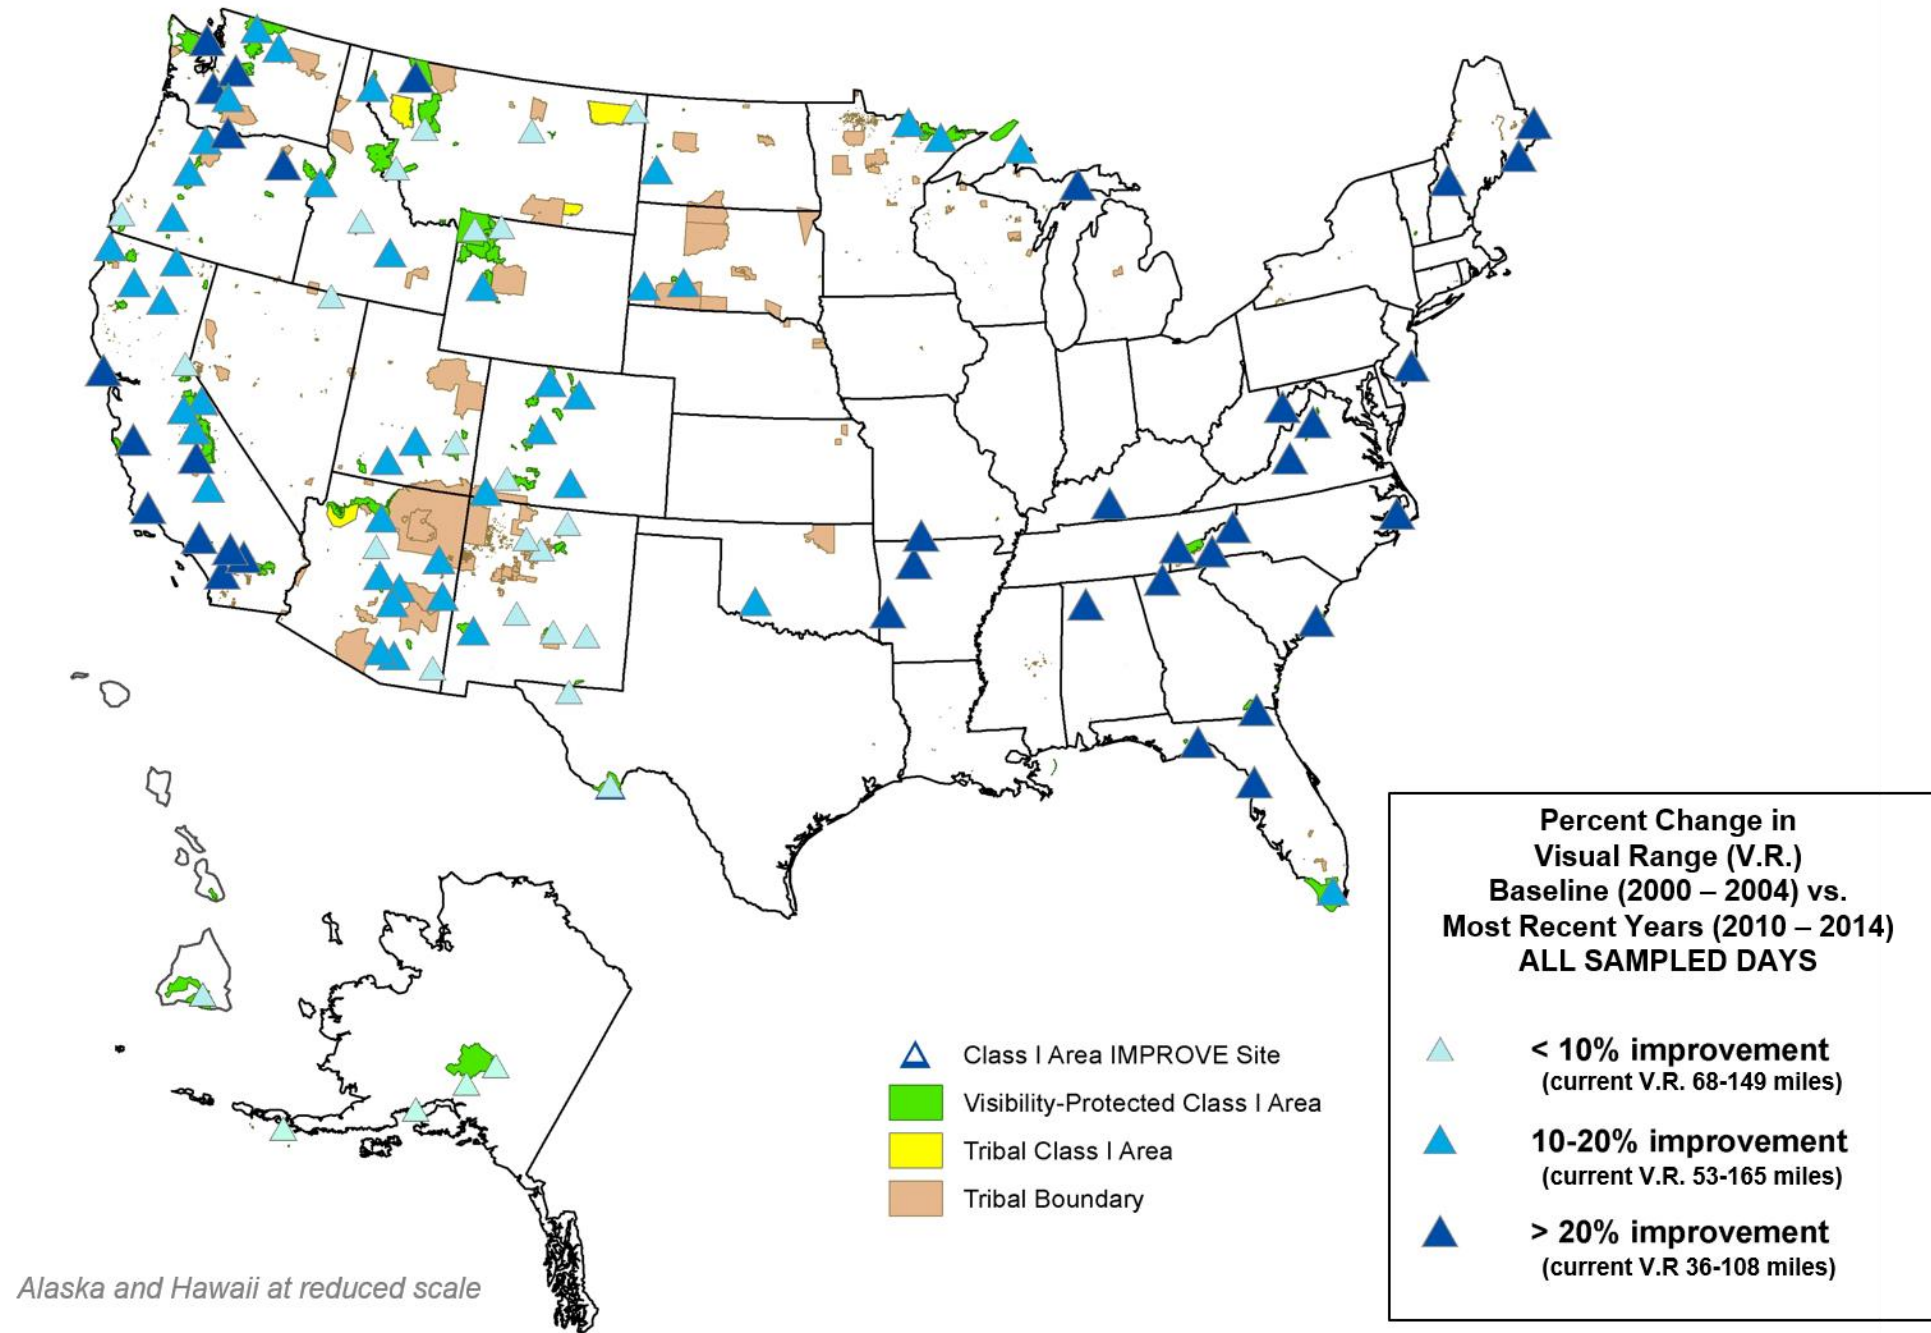 Percent Change in
Visual Range (V.R.)
Baseline (2000 – 2004) vs.
Most Recent Years (2010 – 2014)
ALL SAMPLED DAYS
< 10% improvement
(current V.R. 68-149 miles)
10-20% improvement
(current V.R. 53-165 miles)
> 20% improvement
(current V.R 36-108 miles)
Class I Area IMPROVE Site
Visibility-Protected Class I Area
Tribal Class I Area
Tribal Boundary
Alaska and Hawaii at reduced scale